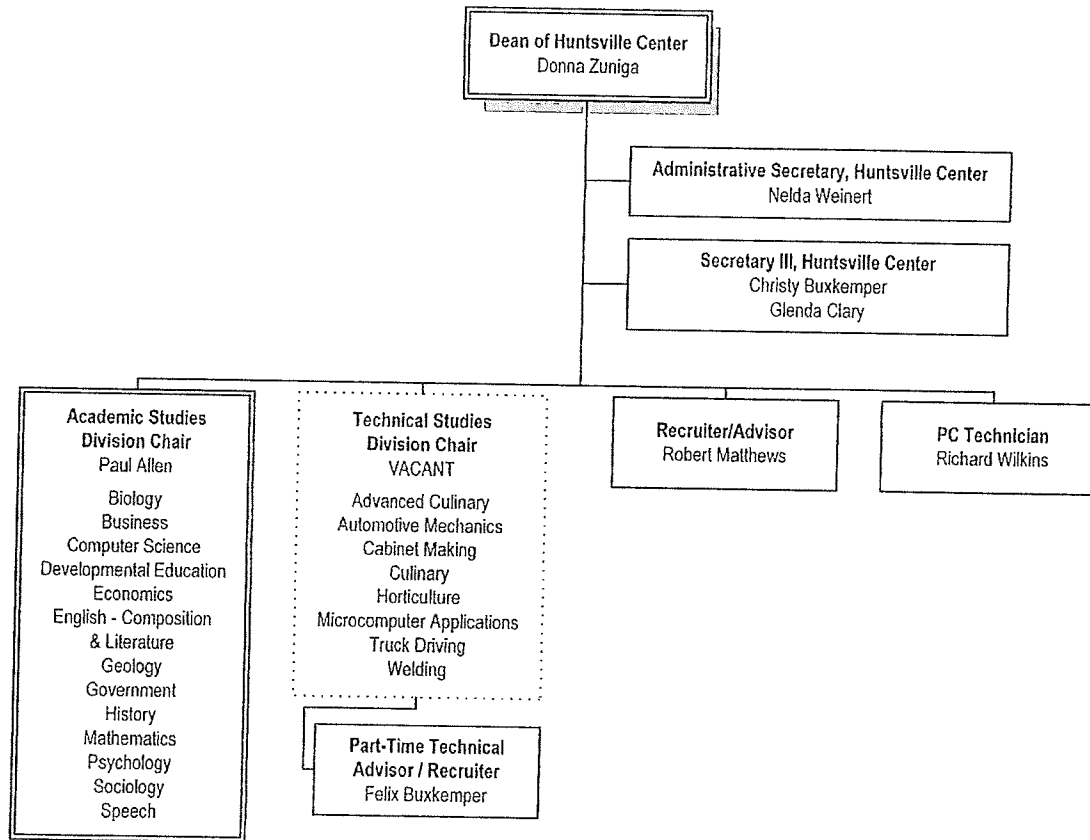 Dean of Huntsville Center
Donna Zuniga
Administrative Secretary, Huntsville Center
Nelda Weinert
Secretary III, Huntsville Center
Christy Buxkemper
Glenda Clary
Academic Studies
Division Chair
Paul Allen
Biology
Business
Computer Science
Developmental Education
Economics
English - Composition
& Literature
Geology
Government
History
Mathematics
Psychology
Sociology
Speech
Technical Studies
Division Chair
VACANT
Advanced Culinary
Automotive Mechanics
Cabinet Making
Culinary
Horticulture
Microcomputer Applications
Truck Driving
Welding
Part-Time Technical
Advisor / Recruiter
Felix Buxkemper
Recruiter/Advisor
Robert Matthews
PC Technician
Richard Wilkins